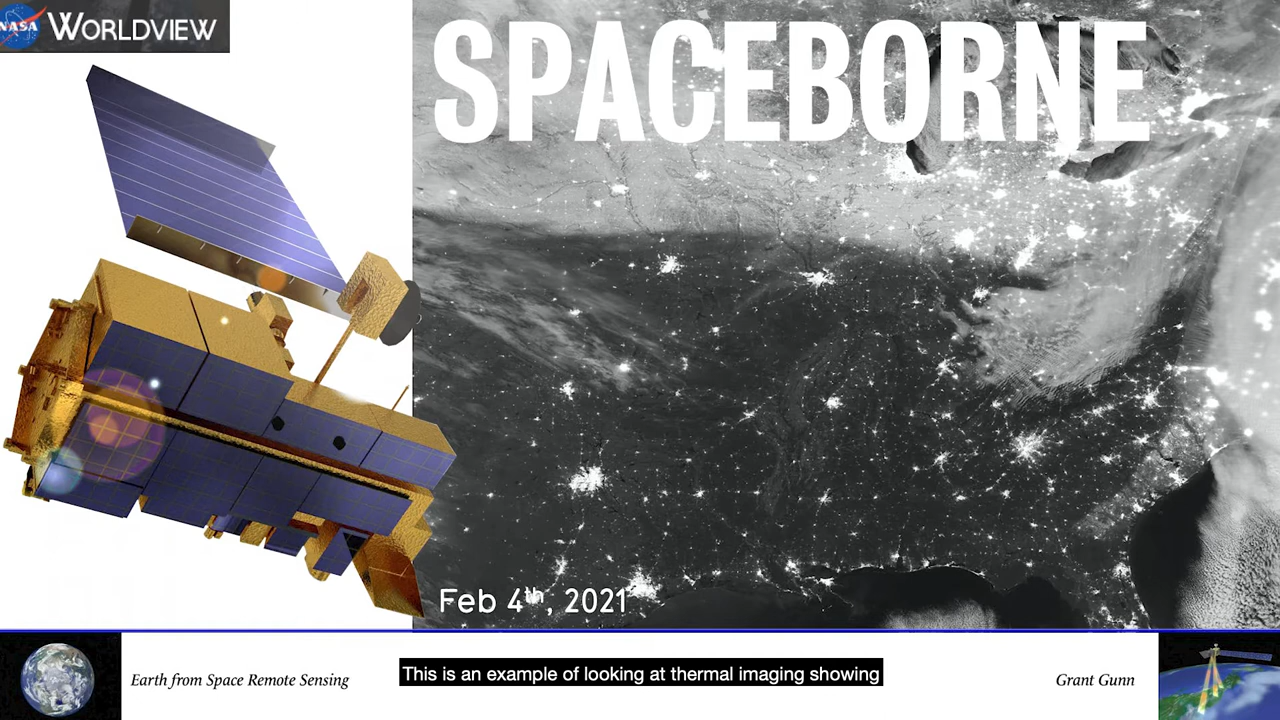 NASA WORLDVIEW
SPACEBORNE
Feb 4th, 2021
Earth from Space Remote Sensing
This is an example of looking at thermal imaging showing
Grant Gunn